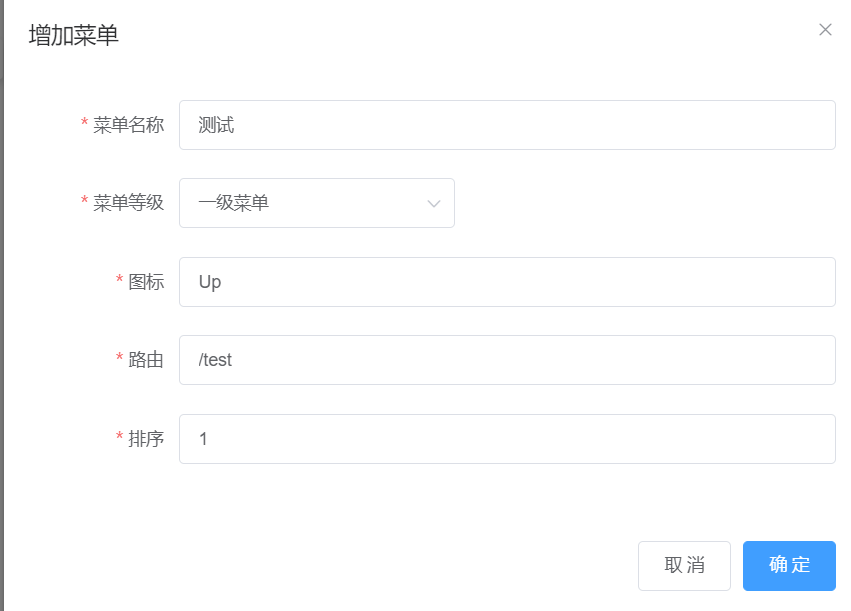 增加菜单
* 菜单名称 测试
* 菜单等级 一级菜单
* 图标 Up
* 路由 /test
* 排序 1
取消 确定